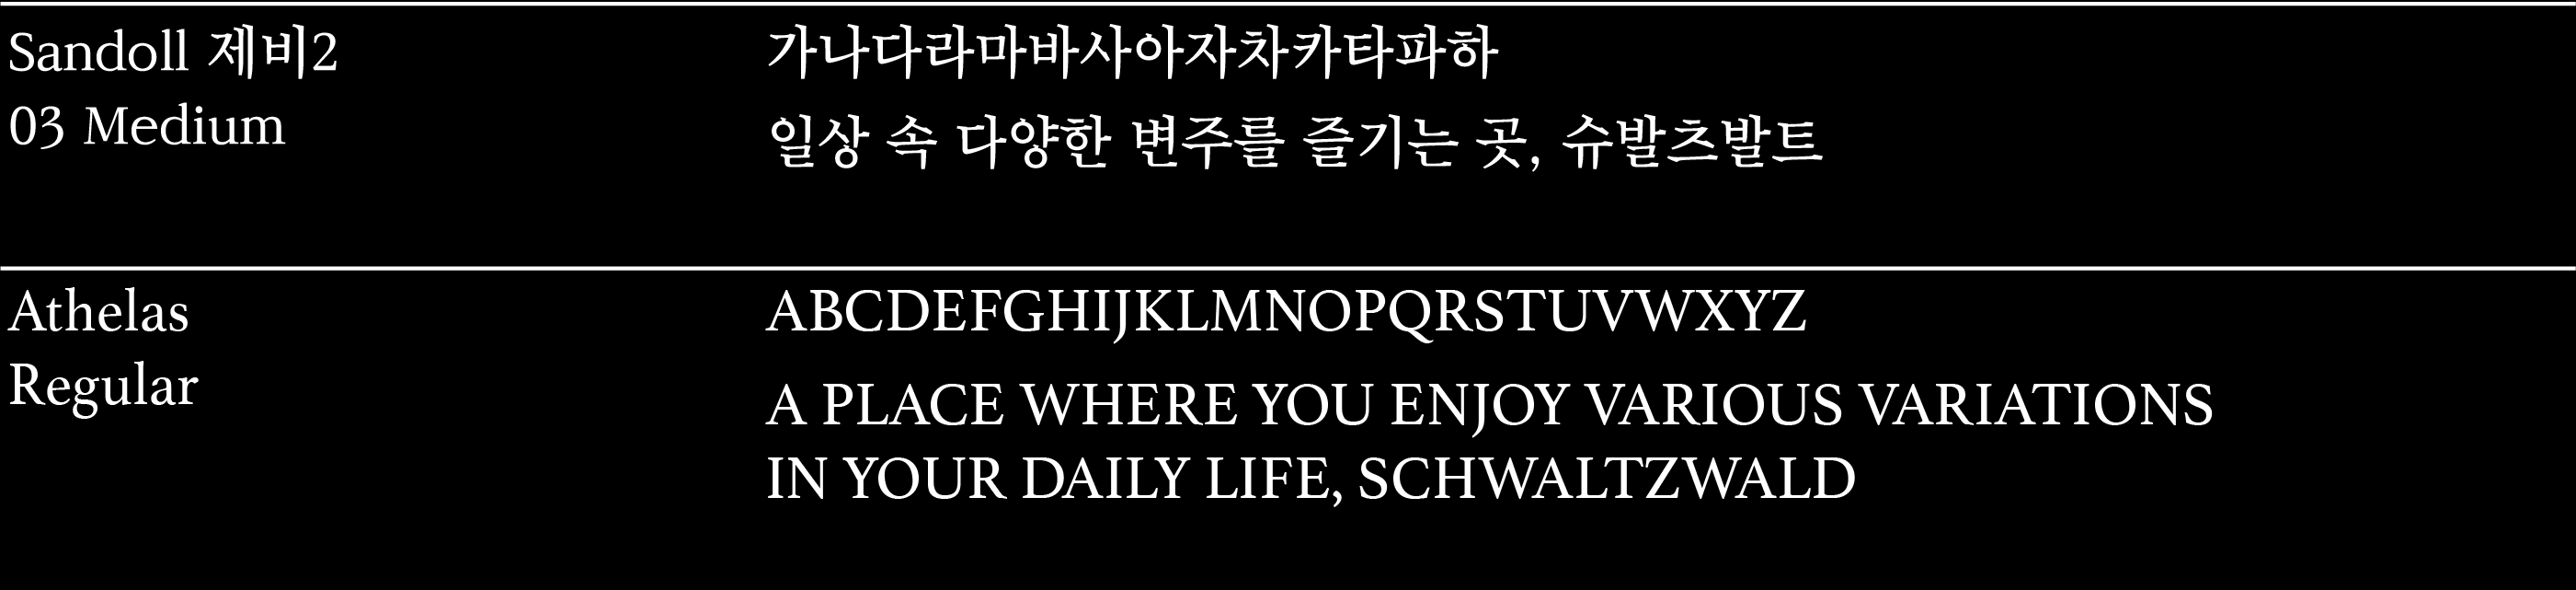 Sandoll 제비2
03 Medium
가나다라마바사아자차카타파하
일상 속 다양한 변주를 즐기는 곳, 슈발츠발트
Athelas
Regular
ABCDEFGHIJKLMNOPQRSTUVWXYZ
A PLACE WHERE YOU ENJOY VARIOUS VARIATIONS
IN YOUR DAILY LIFE, SCHWALTZWALD